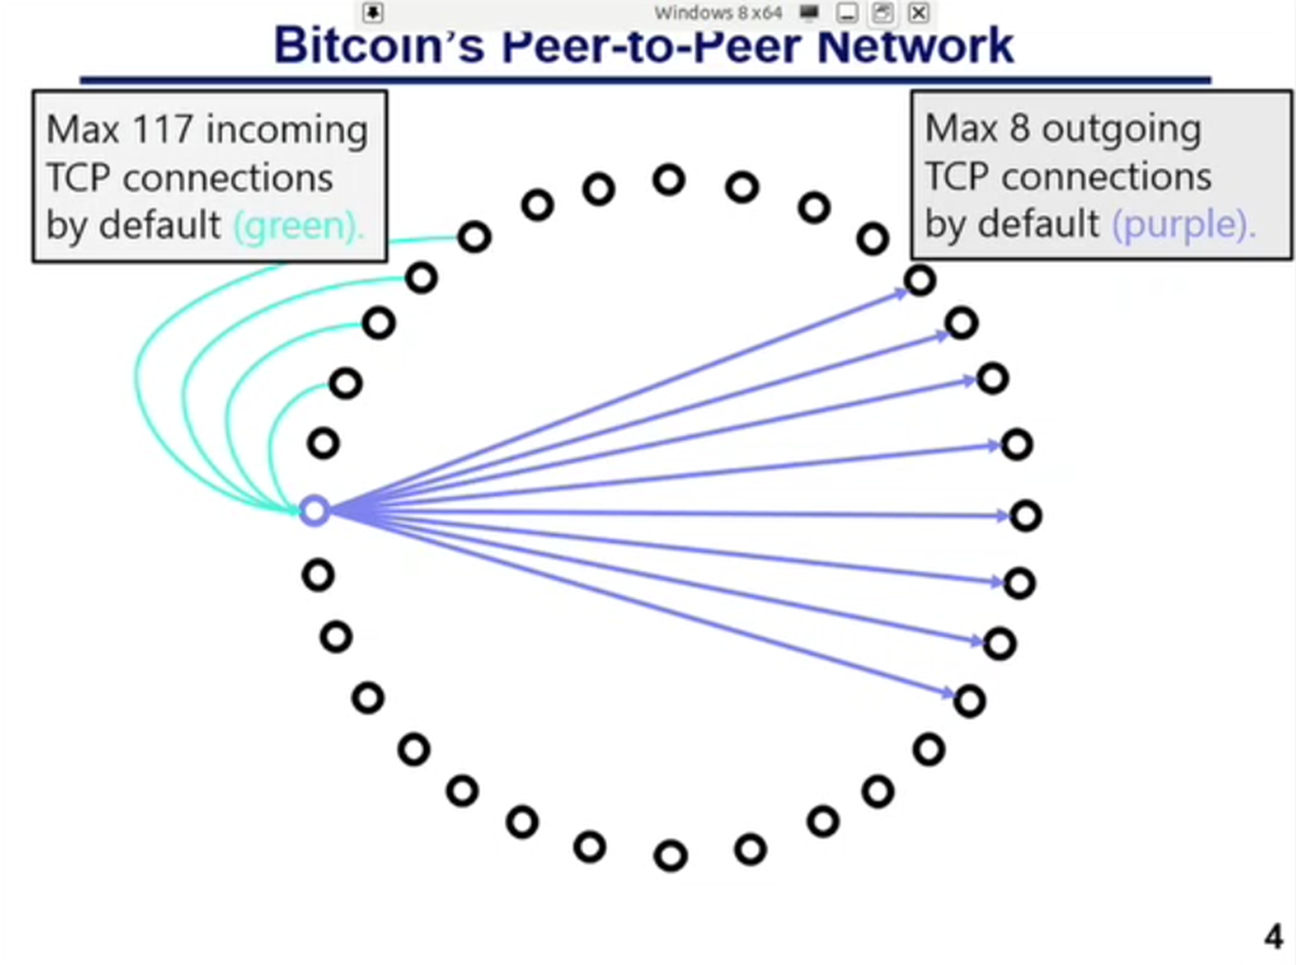 Windows 8 x64
Bitcoin's Peer-to-Peer Network
Max 117 incoming
TCP connections
by default (green).
Max 8 outgoing
TCP connections
by default (purple).
4